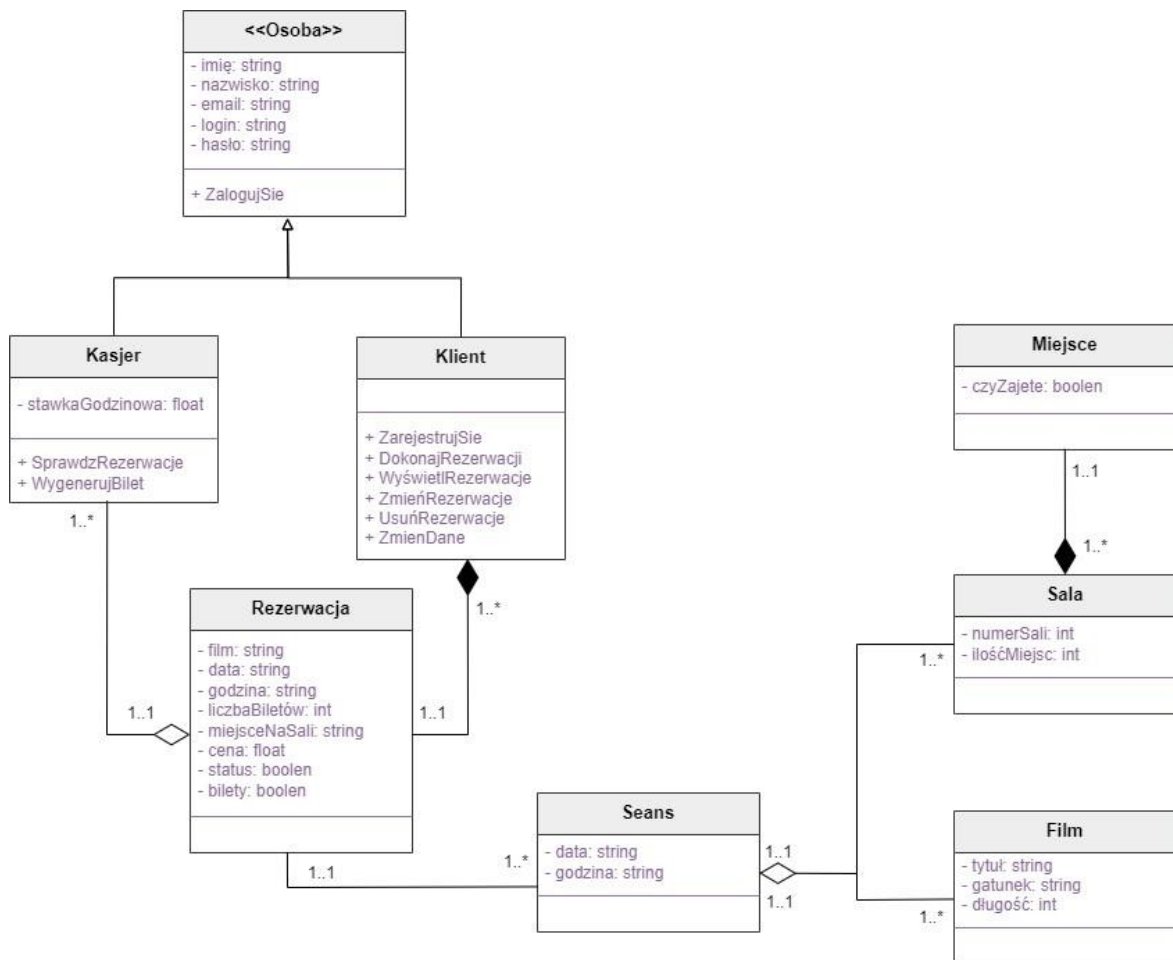 <<Osoba>>
- imię: string
- nazwisko: string
- email: string
- login: string
- hasło: string
+ ZalogujSie
Kasjer
- stawkaGodzinowa: float
+ SprawdzRezerwacje
+ WygenerujBilet
1..*
Klient
+ ZarejestrujSie
+ DokonajRezerwacji
+ WyświetlRezerwacje
+ ZmieńRezerwacje
+ UsuńRezerwacje
+ ZmienDane
1..*
Miejsce
- czyZajete: boolen
1..1
1..*
Sala
- numerSali: int
- ilośćMiejsc: int
1..*
Rezerwacja
- film: string
- data: string
- godzina: string
- liczbaBiletów: int
- miejsceNaSali: string
- cena: float
- status: boolen
- bilety: boolen
1..1
1..1
1..1
1..*
Seans
- data: string
- godzina: string
1..1
1..1
Film
- tytuł: string
- gatunek: string
- długość: int
1..*